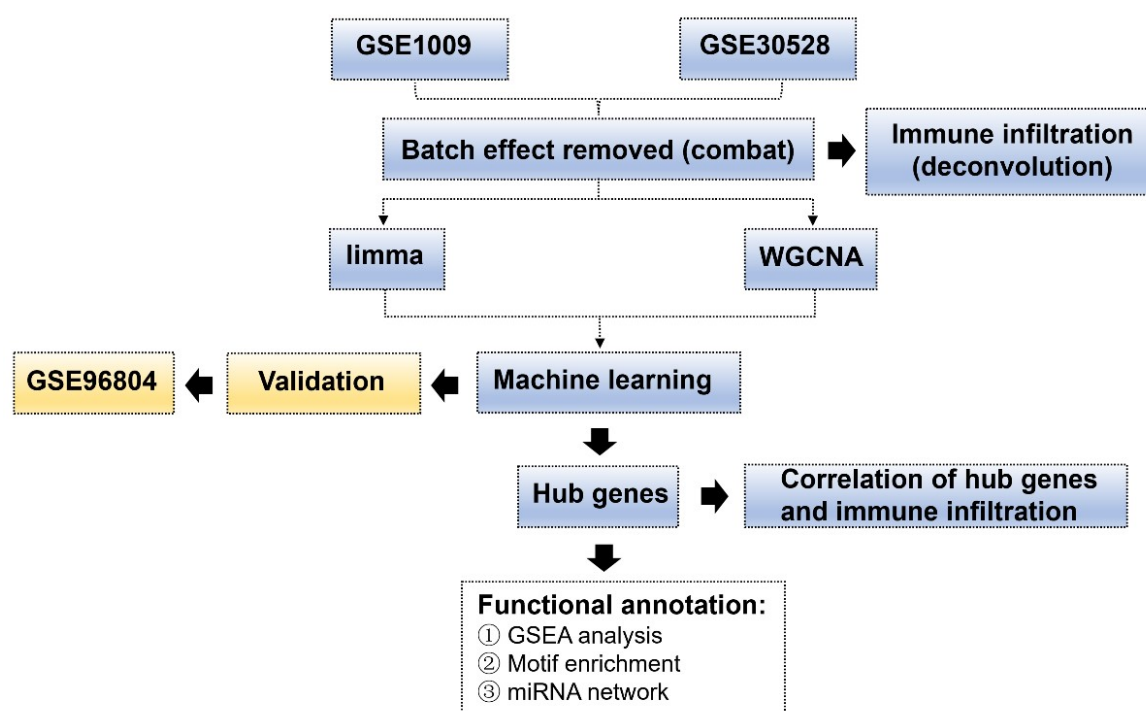 GSE1009
GSE30528
Batch effect removed (combat)
Immune infiltration
(deconvolution)
limma
WGCNA
GSE96804
Validation
Machine learning
Hub genes
Correlation of hub genes
and immune infiltration
Functional annotation:
① GSEA analysis
② Motif enrichment
③ miRNA network